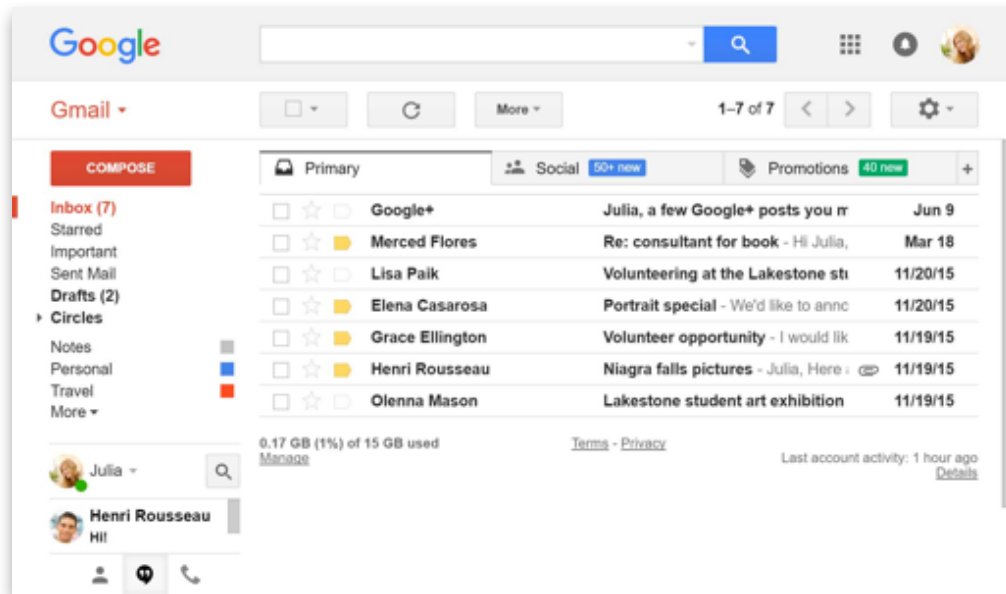 Google
Gmail
More
1–7 of 7
COMPOSE
Primary
Social 50+ new
Promotions 40 new
+
Inbox (7)
Starred
Important
Sent Mail
Drafts (2)
Circles
Notes
Personal
Travel
More
Google+ Julia, a few Google+ posts you m Jun 9
Merced Flores Re: consultant for book - Hi Julia, Mar 18
Lisa Paik Volunteering at the Lakestone stu 11/20/15
Elena Casarosa Portrait special - We'd like to annc 11/20/15
Grace Ellington Volunteer opportunity - I would lik 11/19/15
Henri Rousseau Niagra falls pictures - Julia, Here 11/19/15
Olenna Mason Lakestone student art exhibition 11/19/15
0.17 GB (1%) of 15 GB used
Manage
Terms - Privacy
Last account activity: 1 hour ago
Details
Julia
Henri Rousseau
Hi!